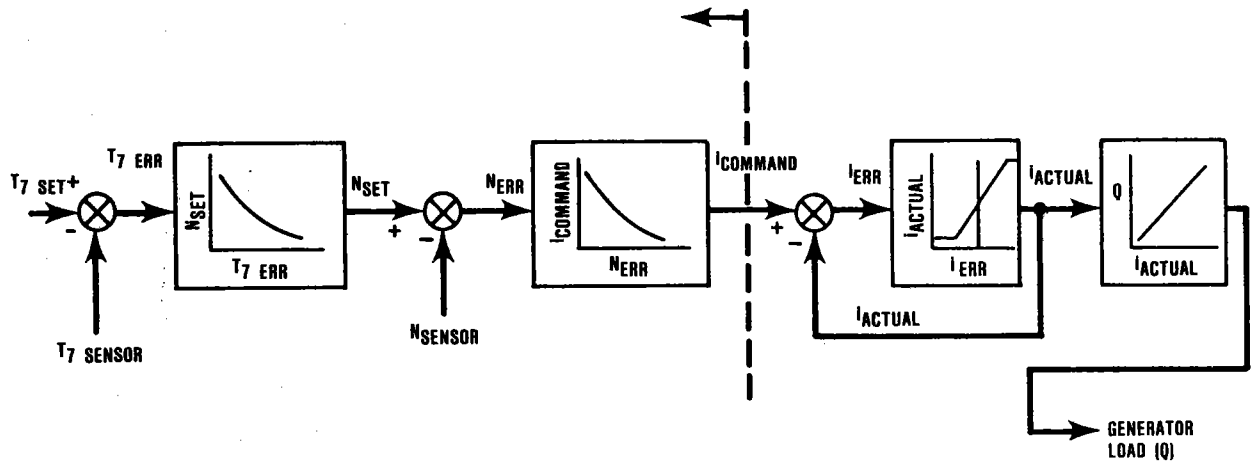 T7 SET
+
-
T7 ERR
T7 SENSOR
NSET
T7 ERR
NSET
+
-
NSENSOR
NERR
iCOMMAND
NERR
iCOMMAND
+
-
iERR
iACTUAL
iERR
iACTUAL
iACTUAL
Q
iACTUAL
GENERATOR
LOAD (Q)